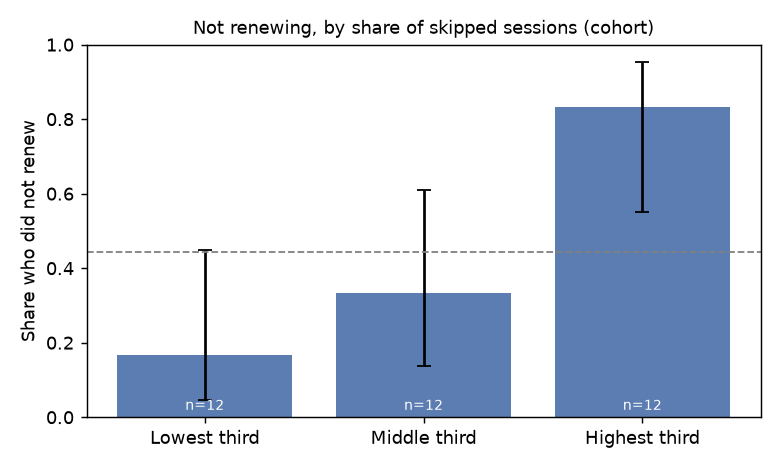 Not renewing, by share of skipped sessions (cohort)
Share who did not renew
1.0
0.8
0.6
0.4
0.2
0.0
n=12
n=12
n=12
Lowest third
Middle third
Highest third